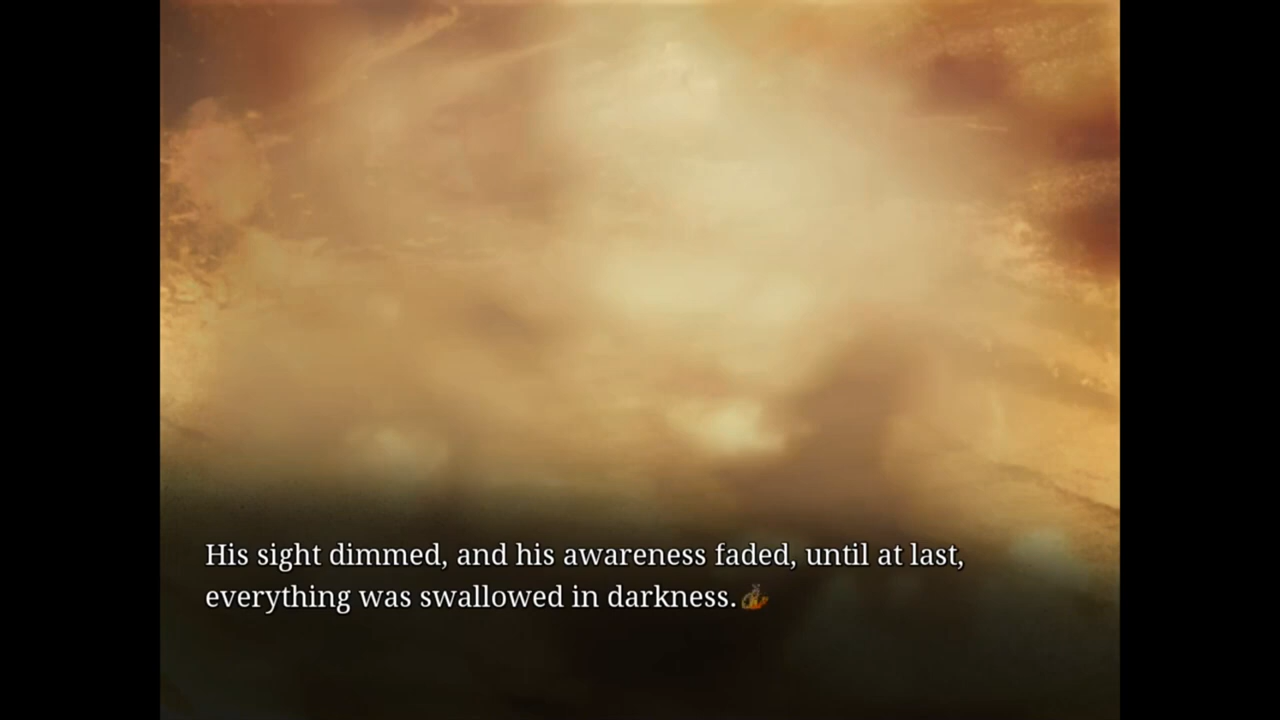 His sight dimmed, and his awareness faded, until at last,
everything was swallowed in darkness.